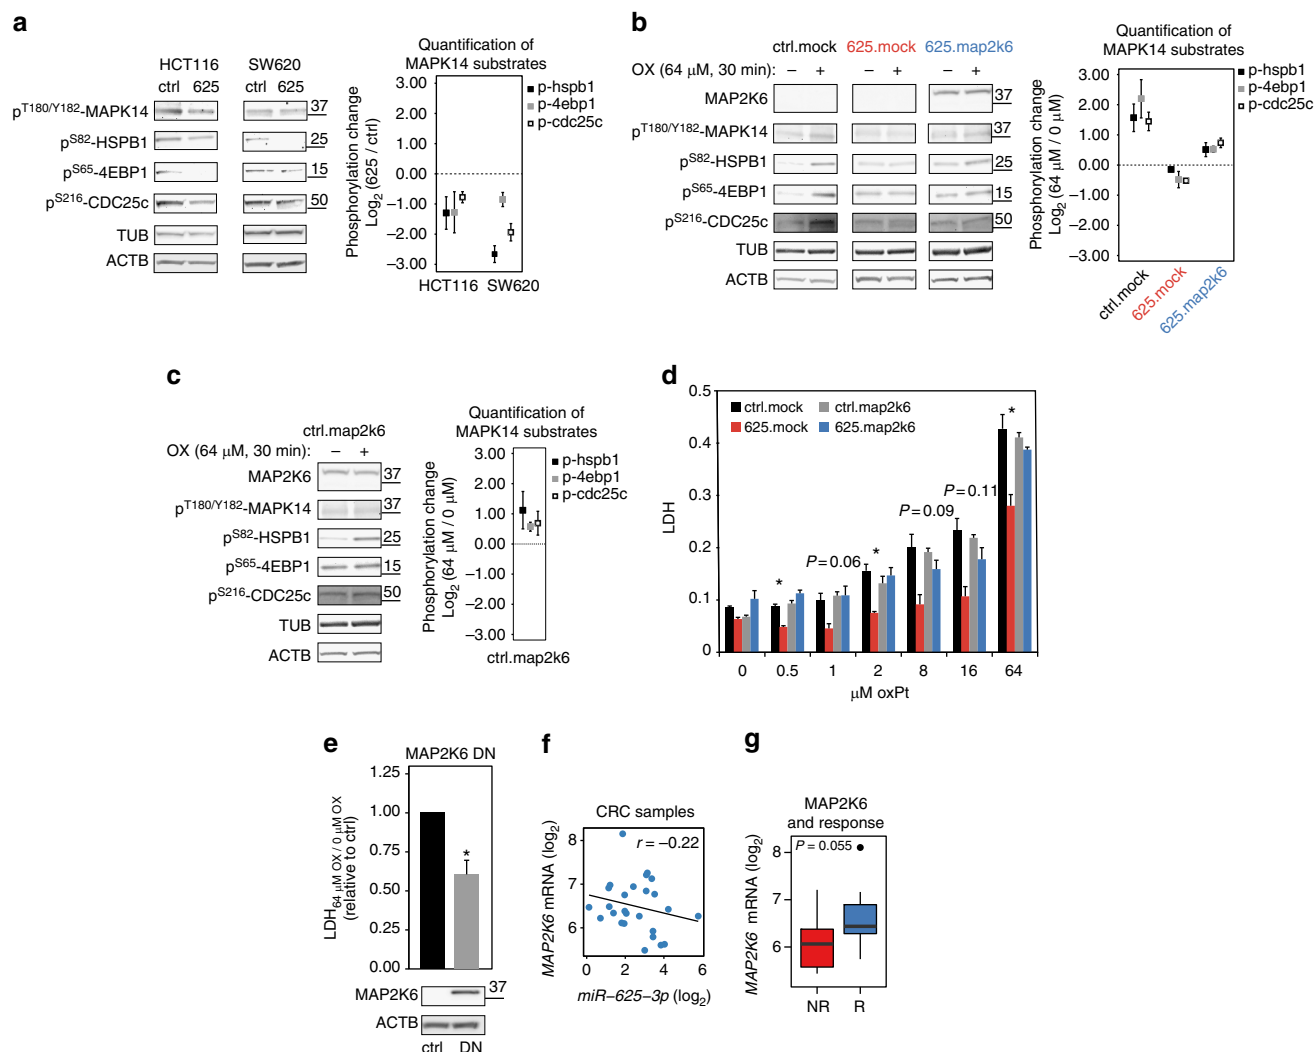 a
HCT116 SW620
ctrl 625 ctrl 625
pT180/Y182-MAPK14 37
pS82-HSPB1 25
pS65-4EBP1 15
pS216-CDC25c 50
TUB
ACTB
Quantification of
MAPK14 substrates
Phosphorylation change
Log2 (625 / ctrl)
3.00
2.00
1.00
0.00
−1.00
−2.00
−3.00
p-hspb1
p-4ebp1
p-cdc25c
HCT116 SW620
b
ctrl.mock 625.mock 625.map2k6
OX (64 µM, 30 min): − + − + − +
MAP2K6 37
pT180/Y182-MAPK14 37
pS82-HSPB1 25
pS65-4EBP1 15
pS216-CDC25c 50
TUB
ACTB
Quantification of
MAPK14 substrates
Phosphorylation change
Log2 (64 µM / 0 µM)
3.00
2.00
1.00
0.00
−1.00
−2.00
−3.00
p-hspb1
p-4ebp1
p-cdc25c
ctrl.mock
625.mock
625.map2k6
c
ctrl.map2k6
OX (64 µM, 30 min): − +
MAP2K6 37
pT180/Y182-MAPK14 37
pS82-HSPB1 25
pS65-4EBP1 15
pS216-CDC25c 50
TUB
ACTB
Quantification of
MAPK14 substrates
Phosphorylation change
Log2 (64 µM / 0 µM)
3.00
2.00
1.00
0.00
−1.00
−2.00
−3.00
p-hspb1
p-4ebp1
p-cdc25c
ctrl.map2k6
d
LDH
0.5
0.4
0.3
0.2
0.1
0
ctrl.mock ctrl.map2k6
625.mock 625.map2k6
*
P = 0.06
*
P = 0.09
P = 0.11
*
0 0.5 1 2 8 16 64
µM oxPt
e
MAP2K6 DN
LDH64 µM OX / 0 µM OX
(relative to ctrl)
1.25
1.00
0.75
0.50
0.25
0.00
*
MAP2K6 37
ACTB
ctrl DN
f
CRC samples
MAP2K6 mRNA (log2)
8
7
6
r = −0.22
0 2 4 6
miR−625−3p (log2)
g
MAP2K6
and response
MAP2K6 mRNA (log2)
P = 0.055
8
7
6
NR R